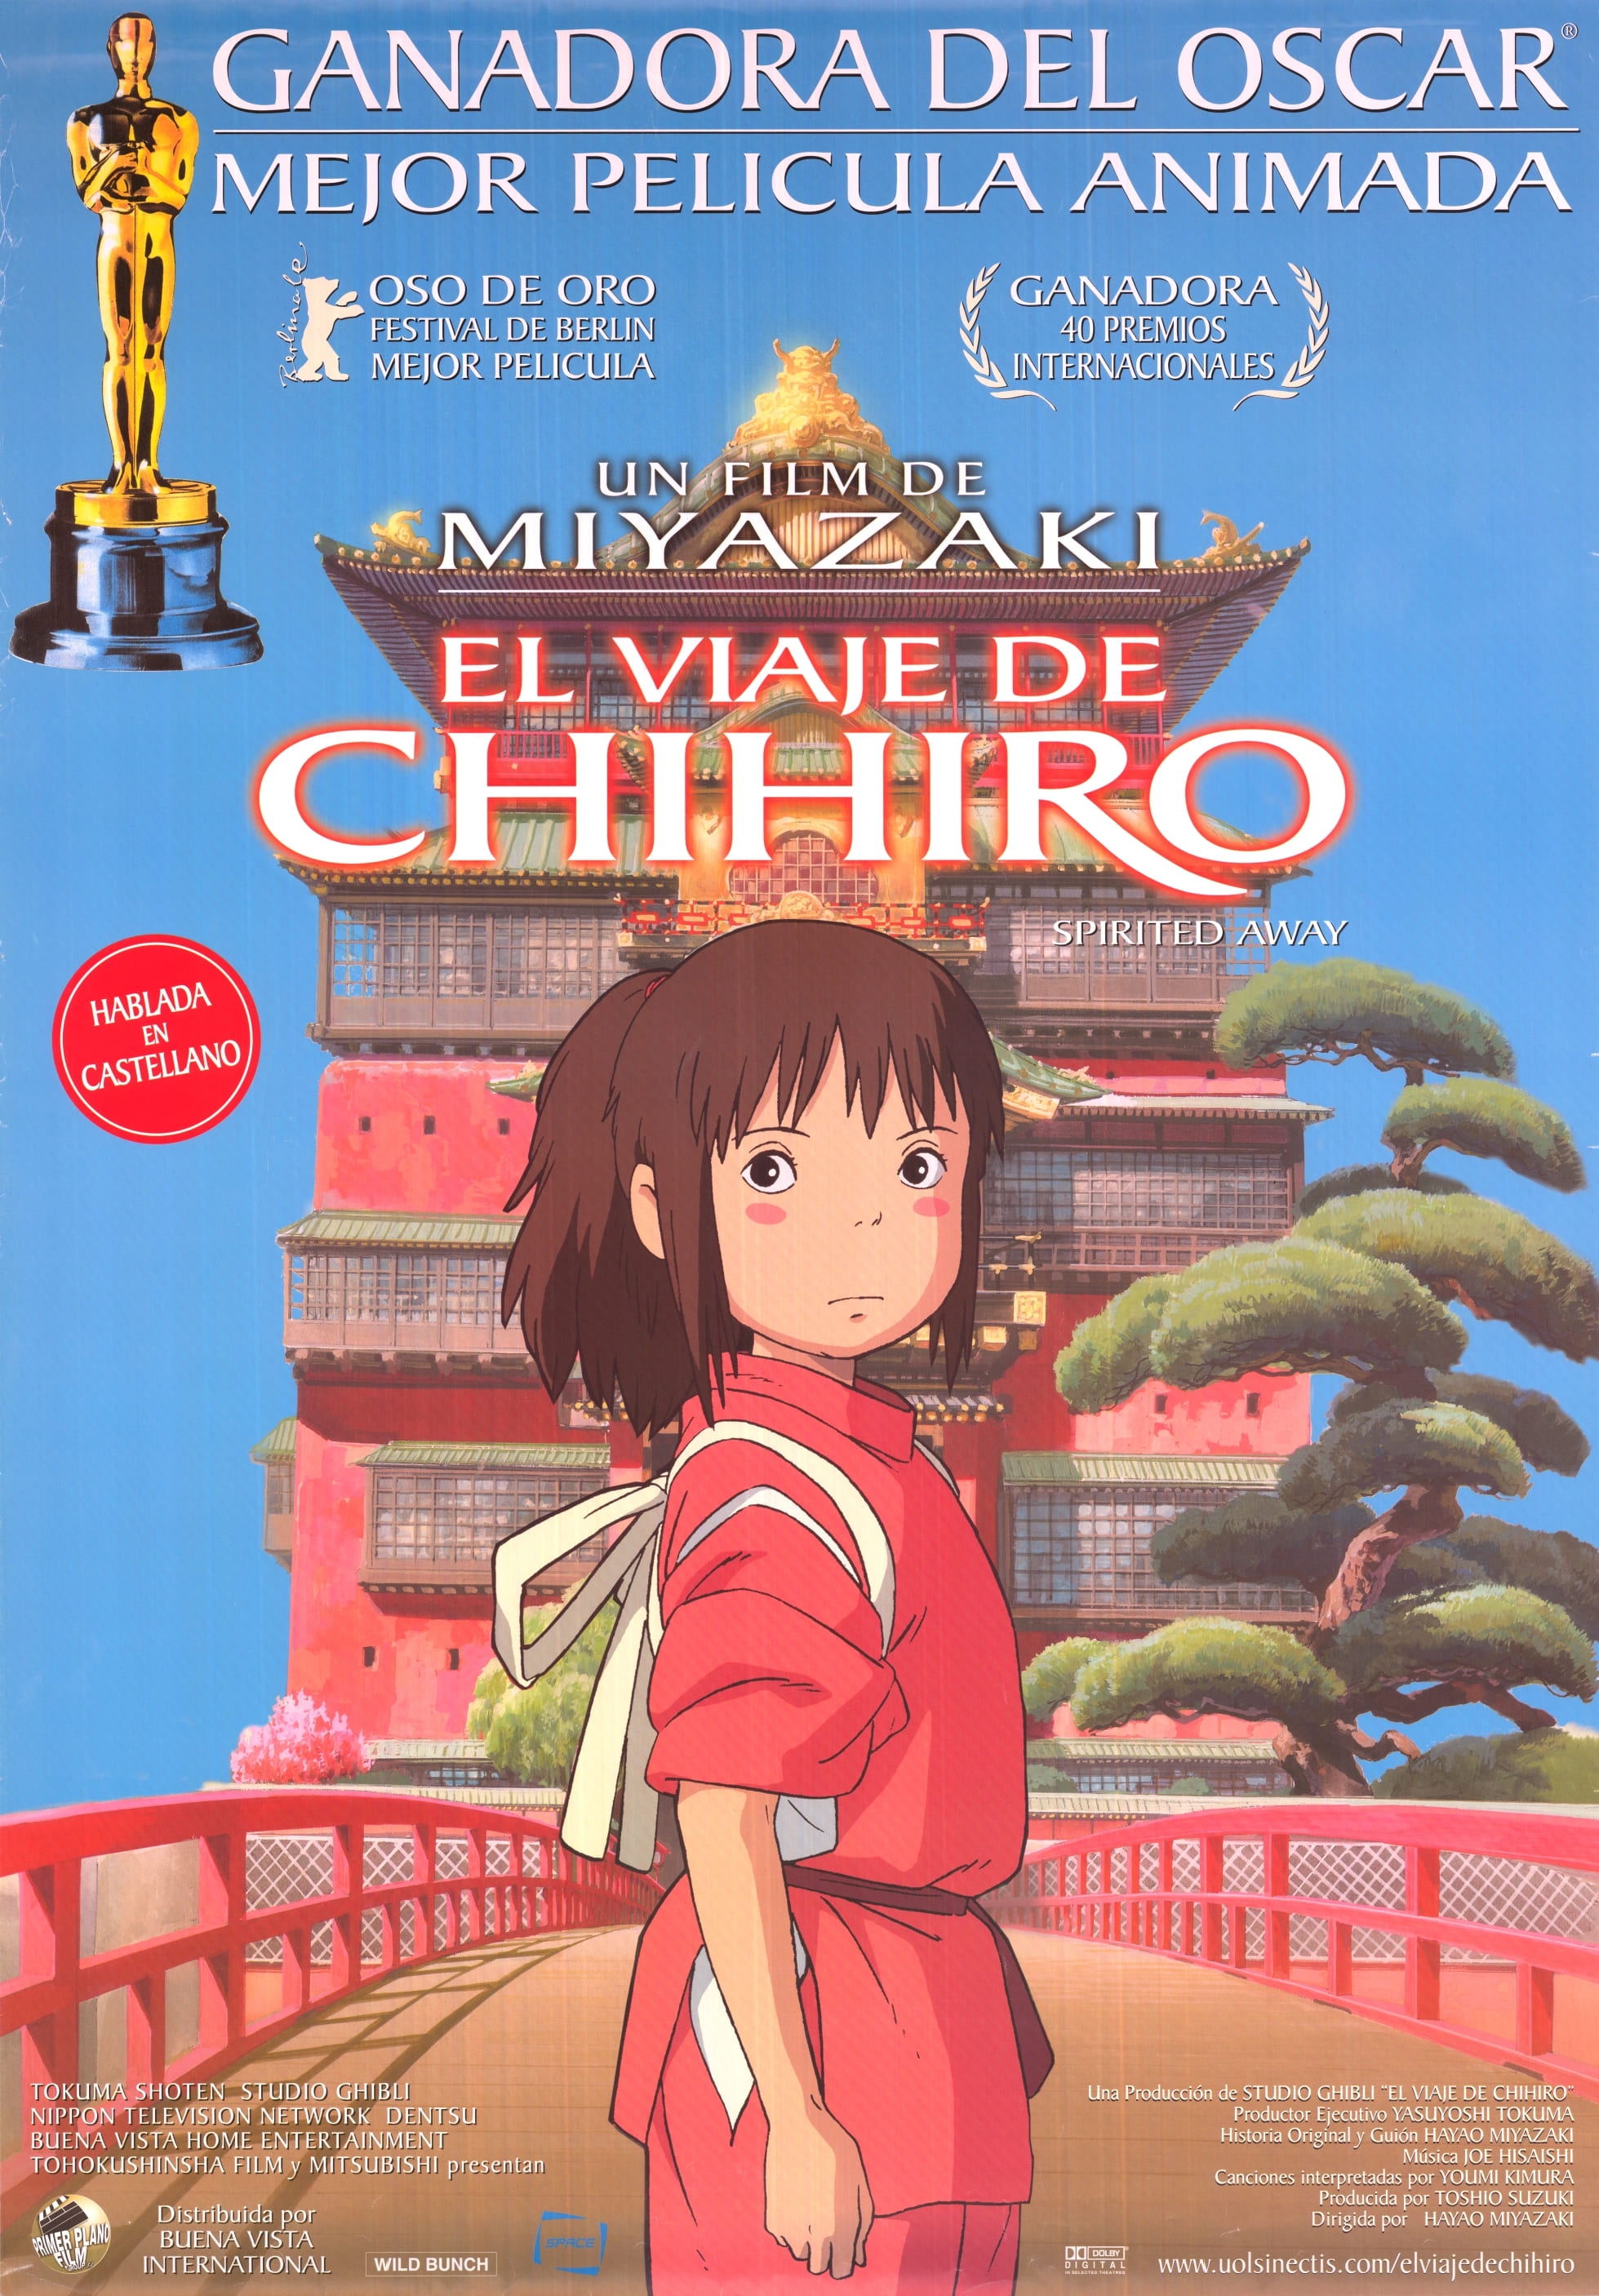 GANADORA DEL OSCAR®
MEJOR PELICULA ANIMADA
Berlinale
OSO DE ORO
FESTIVAL DE BERLIN
MEJOR PELICULA
GANADORA
40 PREMIOS
INTERNACIONALES
UN FILM DE
MIYAZAKI
EL VIAJE DE
CHIHIRO
SPIRITED AWAY
HABLADA
EN
CASTELLANO
TOKUMA SHOTEN STUDIO GHIBLI
NIPPON TELEVISION NETWORK DENTSU
BUENA VISTA HOME ENTERTAINMENT
TOHOKUSHINSHA FILM y MITSUBISHI presentan
PRIMER PLANO
FILM
Distribuida por
BUENA VISTA
INTERNATIONAL
WILD BUNCH
SPACE
Una Producción de STUDIO GHIBLI "EL VIAJE DE CHIHIRO"
Productor Ejecutivo YASUYOSHI TOKUMA
Historia Original y Guión HAYAO MIYAZAKI
Música JOE HISAISHI
Canciones interpretadas por YOUMI KIMURA
Producida por TOSHIO SUZUKI
Dirigida por HAYAO MIYAZAKI
DOLBY
DIGITAL
IN SELECTED THEATRES
www.uolsinectis.com/elviajedechihiro